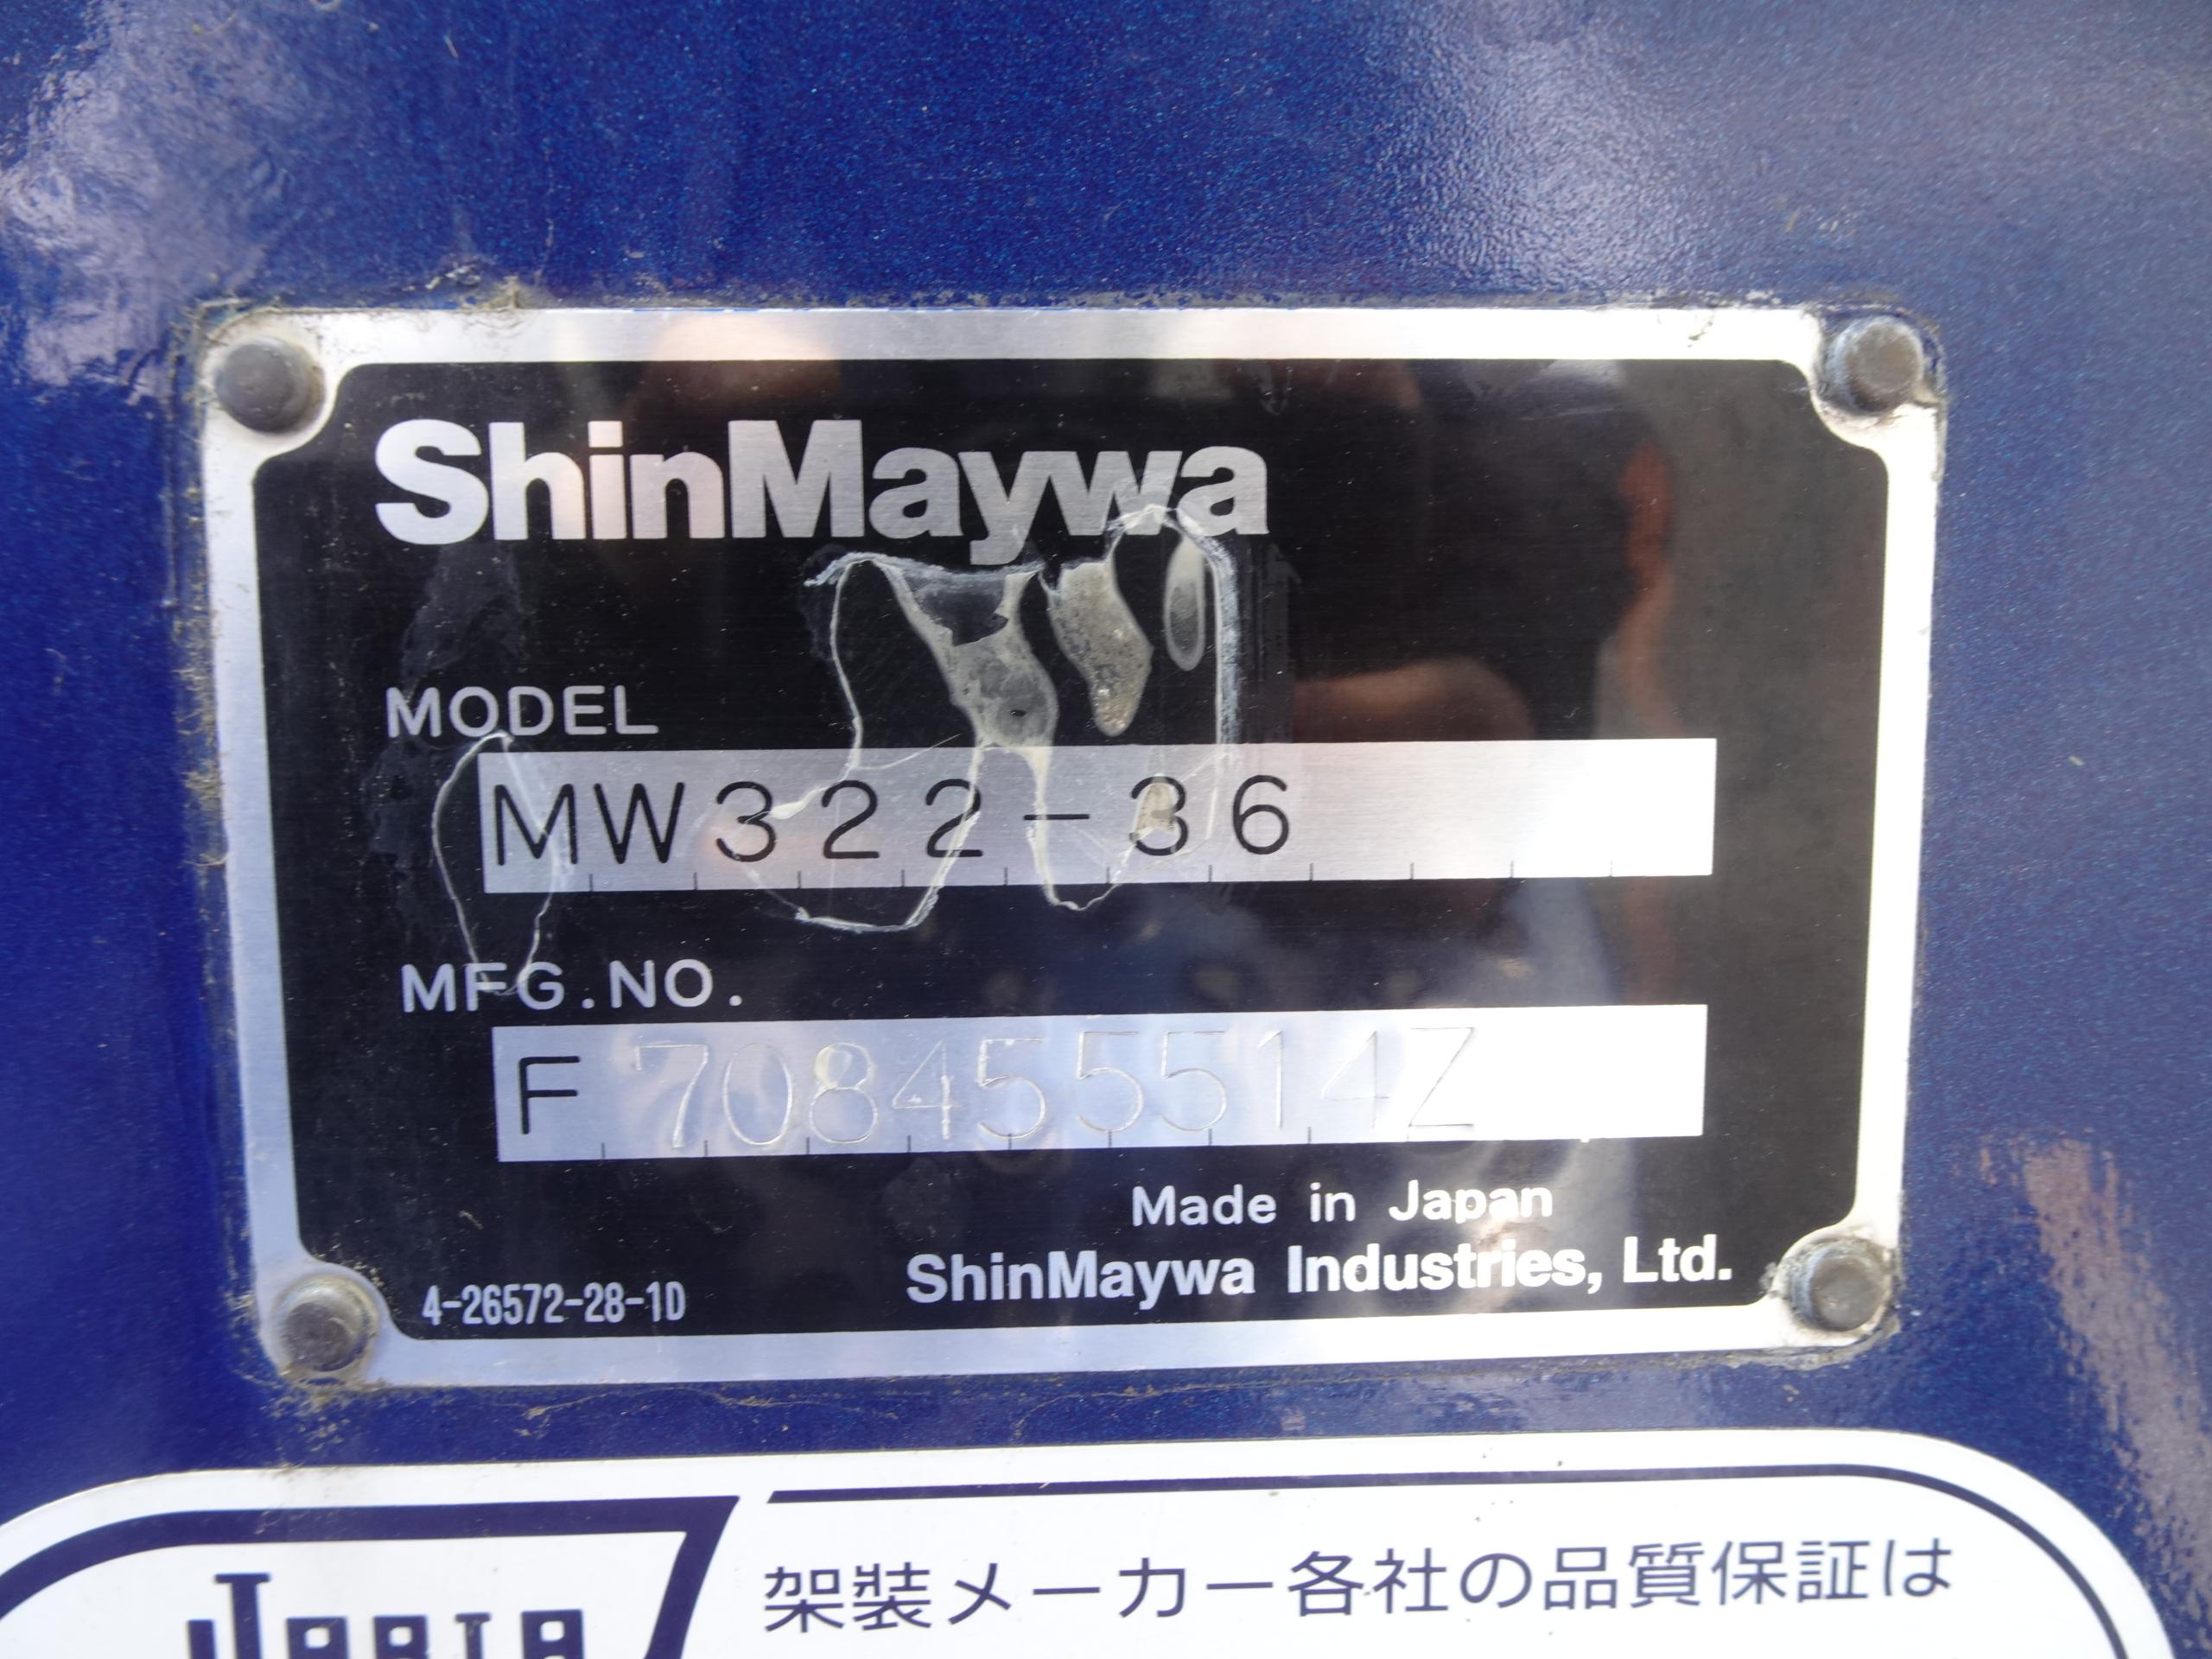 ShinMaywa
MODEL
MW322-36
MFG.NO.
F708455514Z
Made in Japan
ShinMaywa Industries, Ltd.
4-26572-28-1D
架装メーカー各社の品質保証は